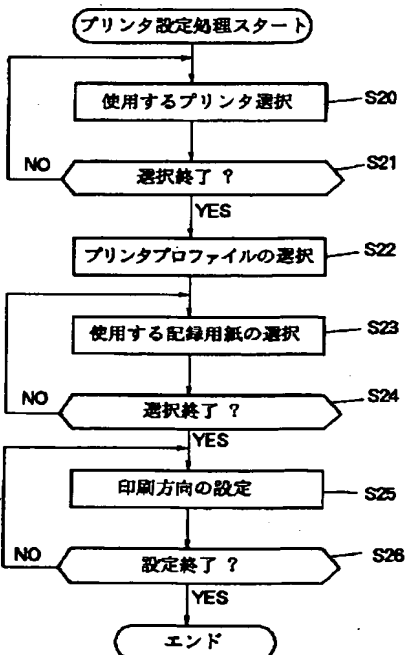 プリンタ設定処理スタート
使用するプリンタ選択
S20
選択終了 ?
S21
NO
YES
プリンタプロファイルの選択
S22
使用する記録用紙の選択
S23
選択終了 ?
S24
NO
YES
印刷方向の設定
S25
設定終了 ?
S26
NO
YES
エンド